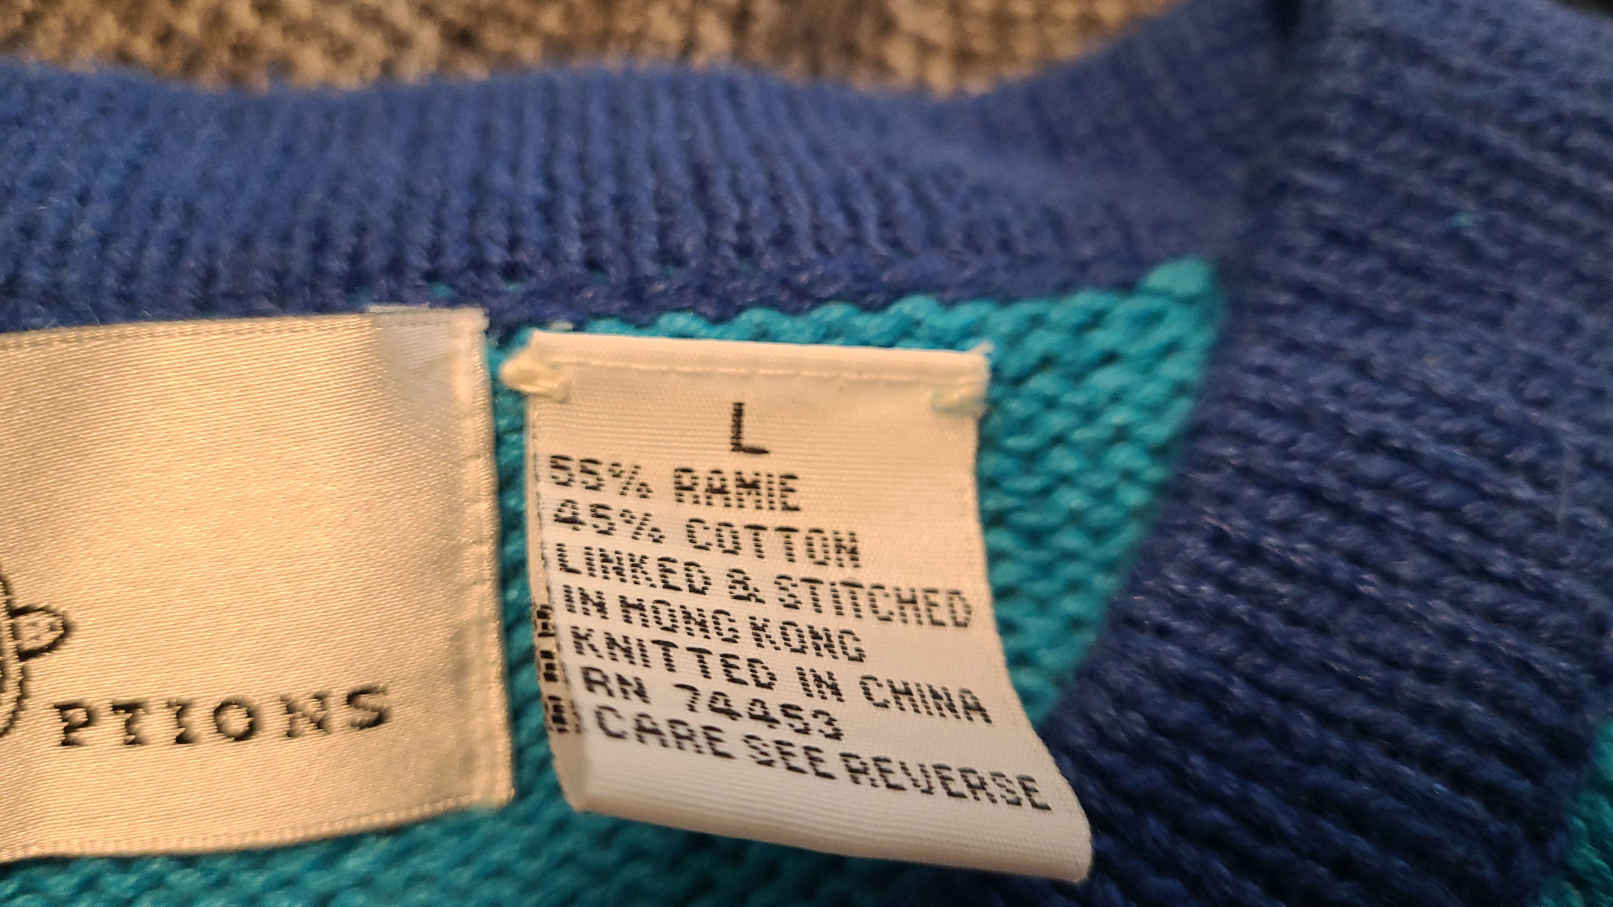 PTIONS
L
55% RAMIE
45% COTTON
LINKED & STITCHED
IN HONG KONG
KNITTED IN CHINA
RN 74453
CARE SEE REVERSE